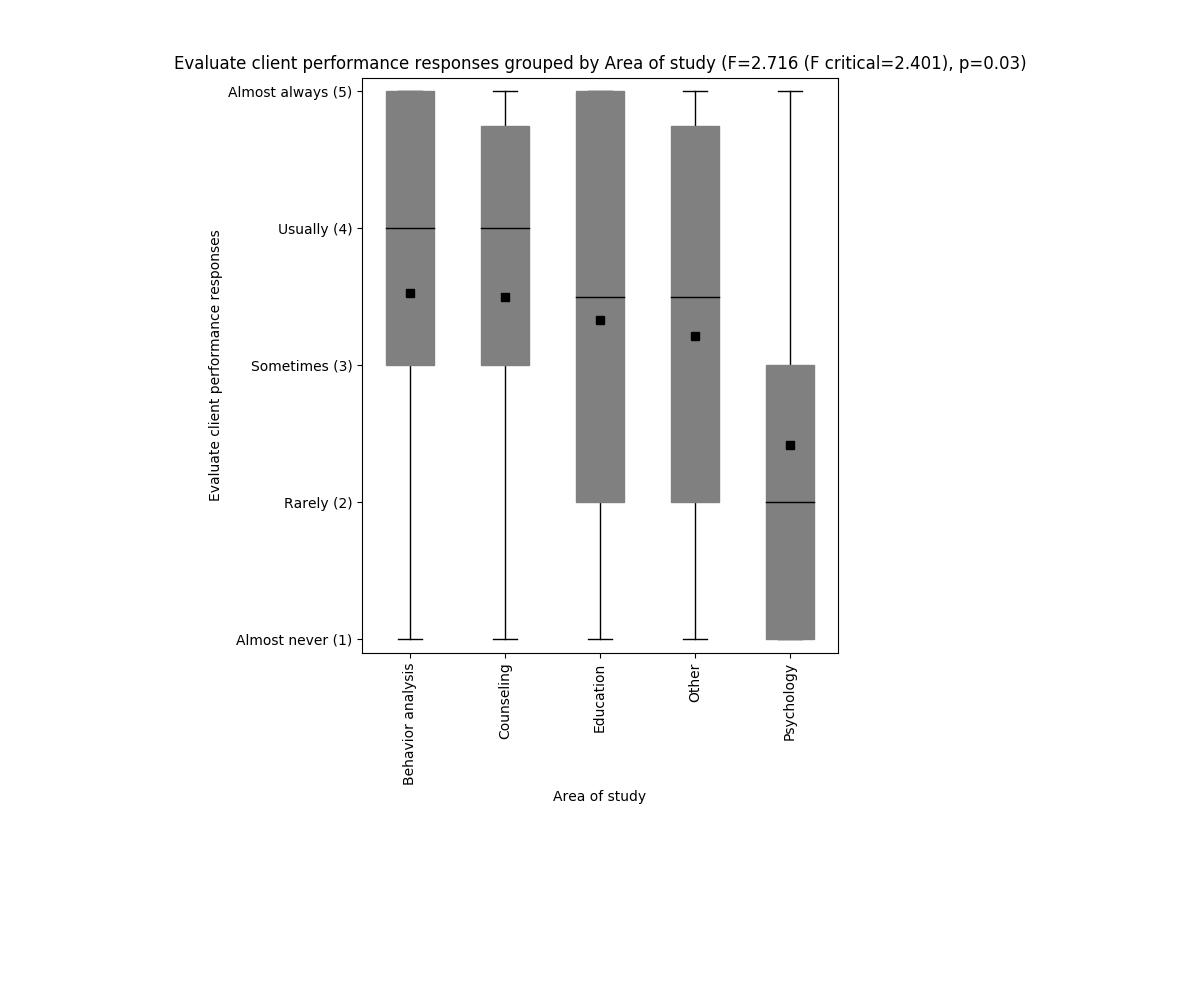 Evaluate client performance responses grouped by Area of study (F=2.716 (F critical=2.401), p=0.03)
Almost always (5)
Usually (4)
Sometimes (3)
Rarely (2)
Almost never (1)
Evaluate client performance responses
Behavior analysis
Counseling
Education
Other
Psychology
Area of study